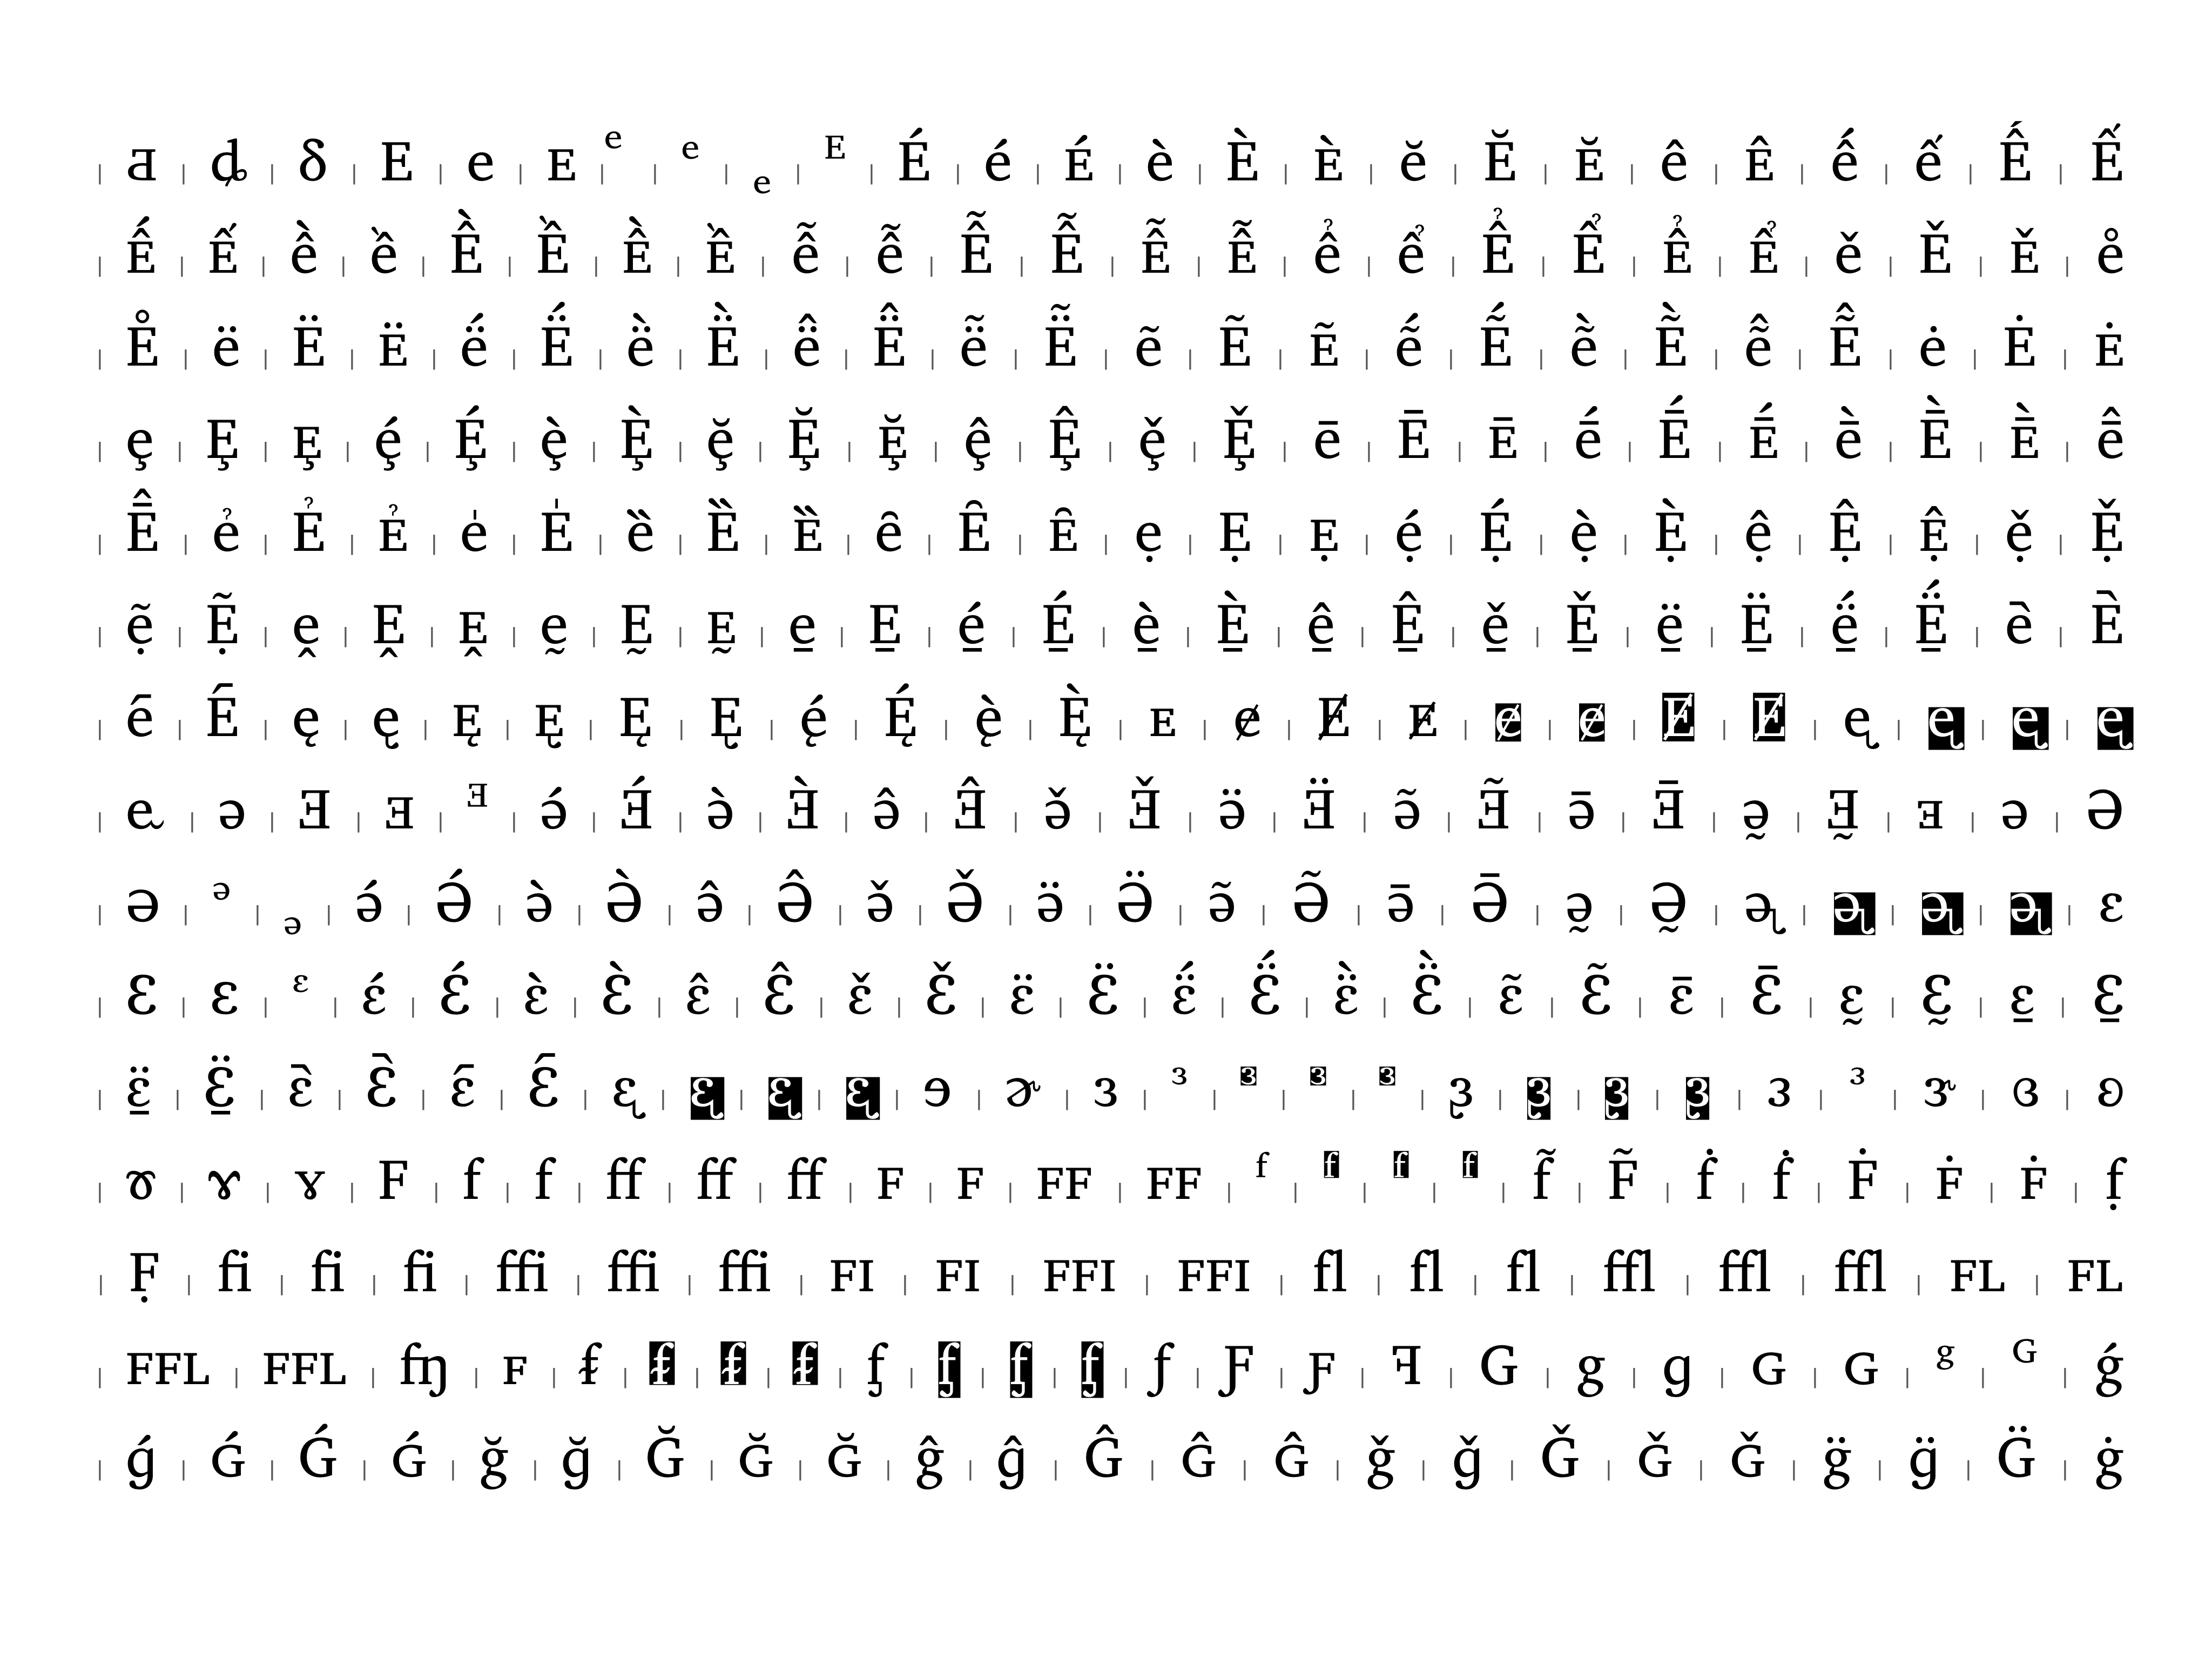 ƌ ȡ δ E e ᴇ ᵉ ᵉ ₑ ᴱ É é É è È È ĕ Ĕ Ĕ ê Ê ế ế Ế Ế
Ế Ế ề ề Ề Ề Ề Ề ễ ễ Ễ Ễ Ễ Ễ ể ể Ể Ể Ể Ể ě Ě Ě e̊
E̊ ë Ë Ë ë́ Ë́ ë̀ Ë̀ ë̂ Ë̂ ë̃ Ë̃ ẽ Ẽ Ẽ ẽ́ Ẽ́ ẽ̀ Ẽ̀ ẽ̂ Ẽ̂ ė Ė Ė
ȩ Ȩ Ȩ ȩ́ Ȩ́ ȩ̀ Ȩ̀ ḝ Ḝ Ḝ ȩ̂ Ȩ̂ ȩ̌ Ȩ̌ ē Ē Ē ḗ Ḗ Ḗ ḕ Ḕ Ḕ ē̂
Ē̂ ẻ Ẻ Ẻ e̍ E̍ ȅ Ȅ Ȅ ȇ Ȇ Ȇ ẹ Ẹ Ẹ ẹ́ Ẹ́ ẹ̀ Ẹ̀ ệ Ệ Ệ ẹ̌ Ẹ̌
ẹ̃ Ẹ̃ ḙ Ḙ Ḙ ḛ Ḛ Ḛ e̱ E̱ é̱ É̱ è̱ È̱ ê̱ Ê̱ ě̱ Ě̱ ë̱ Ë̱ ë̱́ Ë̱́ e᷆ E᷆
e᷇ E᷇ ę ę Ę Ę Ę Ę ę́ Ę́ ę̀ Ę̀ ᴇ ɇ Ɇ Ɇ ɇ ɇ Ɇ Ɇ ᶒ ᶒ ᶒ ᶒ
ⱸ ǝ Ǝ ⱻ ᴲ ǝ́ Ǝ́ ǝ̀ Ǝ̀ ǝ̂ Ǝ̂ ǝ̌ Ǝ̌ ǝ̈ Ǝ̈ ǝ̃ Ǝ̃ ǝ̄ Ǝ̄ ǝ̰ Ǝ̰ ⱻ ə Ə
Ə ᵊ ₔ ə́ Ə́ ə̀ Ə̀ ə̂ Ə̂ ə̌ Ə̌ ə̈ Ə̈ ə̃ Ə̃ ə̄ Ə̄ ə̰ Ə̰ ᶕ ᶕ ᶕ ᶕ ɛ
Ɛ ɛ ᵋ ɛ́ Ɛ́ ɛ̀ Ɛ̀ ɛ̂ Ɛ̂ ɛ̌ Ɛ̌ ɛ̈ Ɛ̈ ɛ̈́ Ɛ̈́ ɛ̈̀ Ɛ̈̀ ɛ̃ Ɛ̃ ɛ̄ Ɛ̄ ɛ̰ Ɛ̰ ɛ̱ Ɛ̱
ɛ̱̈ Ɛ̱̈ ɛ᷆ Ɛ᷆ ɛ᷇ Ɛ᷇ ᶓ ᶓ ᶓ ᶓ ɘ ɚ ɜ ᶟ ᶟ ᶟ ᶟ ᶔ ᶔ ᶔ ᶔ ᴈ ᵌ ɝ ɞ ʚ
ɤ ɤ ɤ F f f ff ff ff F F FF FF ᶠ ᶠ ᶠ ᶠ f̃ F̃ ḟ ḟ Ḟ Ḟ Ḟ f̣
F̣ fi fi fi ffi ffi ffi FI FI FFI FFI fl fl fl ffl ffl ffl FL FL
FFL FFL ʩ ꜰ ᵮ ᵮ ᵮ ᵮ ᶂ ᶂ ᶂ ᶂ ƒ Ƒ Ƒ ꟻ G g ɡ G G ᵍ ᴳ ǵ
ǵ Ǵ Ǵ Ǵ ğ ğ Ğ Ğ Ğ ĝ ĝ Ĝ Ĝ Ĝ ǧ ǧ Ǧ Ǧ Ǧ g̈ g̈ G̈ ġ